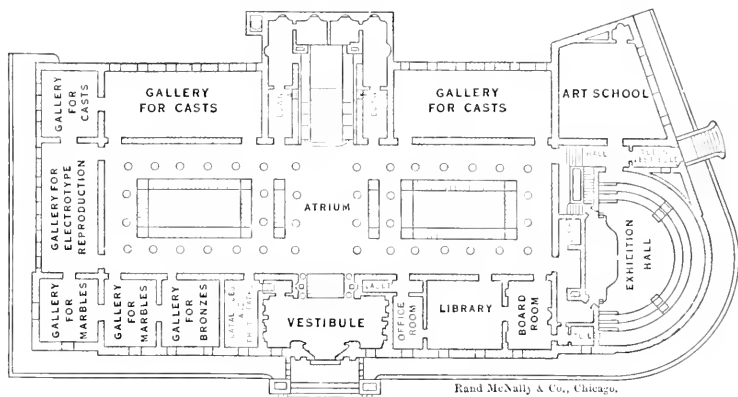 GALLERY
FOR
CASTS
GALLERY
FOR CASTS
GALLERY
FOR CASTS
ART SCHOOL
HALL
GALLERY FOR
ELECTROTYPE
REPRODUCTION
ATRIUM
EXHIBITION
HALL
GALLERY
FOR
MARBLES
GALLERY
FOR
MARBLES
GALLERY
FOR
BRONZES
VESTIBULE
OFFICE
ROOM
LIBRARY
BOARD
ROOM
Rand McNally & Co., Chicago.